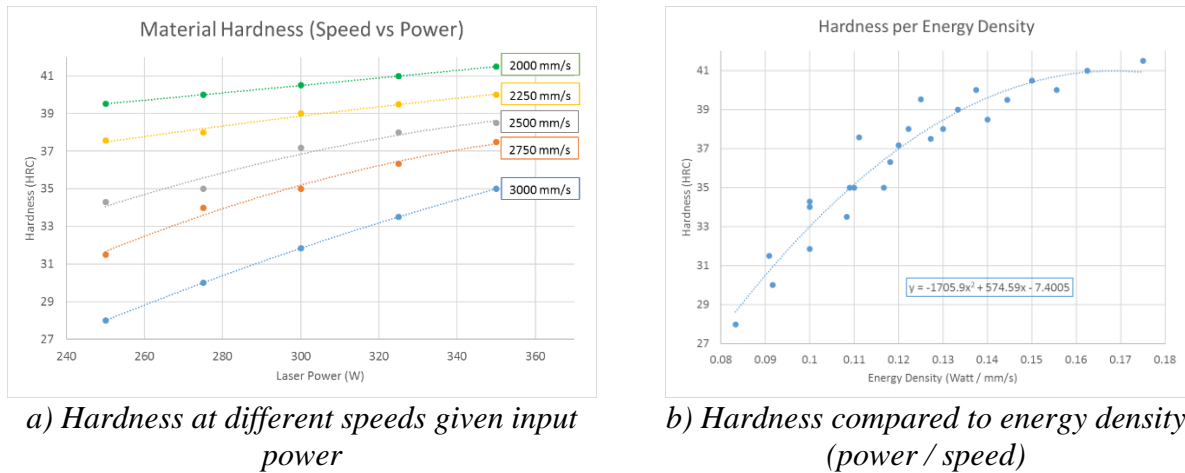 Material Hardness (Speed vs Power)
2000 mm/s
2250 mm/s
2500 mm/s
2750 mm/s
3000 mm/s
41
39
37
35
33
31
29
27
Hardness (HRC)
240 260 280 300 320 340 360
Laser Power (W)
a) Hardness at different speeds given input
power
Hardness per Energy Density
41
39
37
35
33
31
29
27
Hardness (HRC)
y = -1705.9x² + 574.59x - 7.4005
0.08 0.09 0.1 0.11 0.12 0.13 0.14 0.15 0.16 0.17 0.18
Energy Density (Watt / mm/s)
b) Hardness compared to energy density
(power / speed)